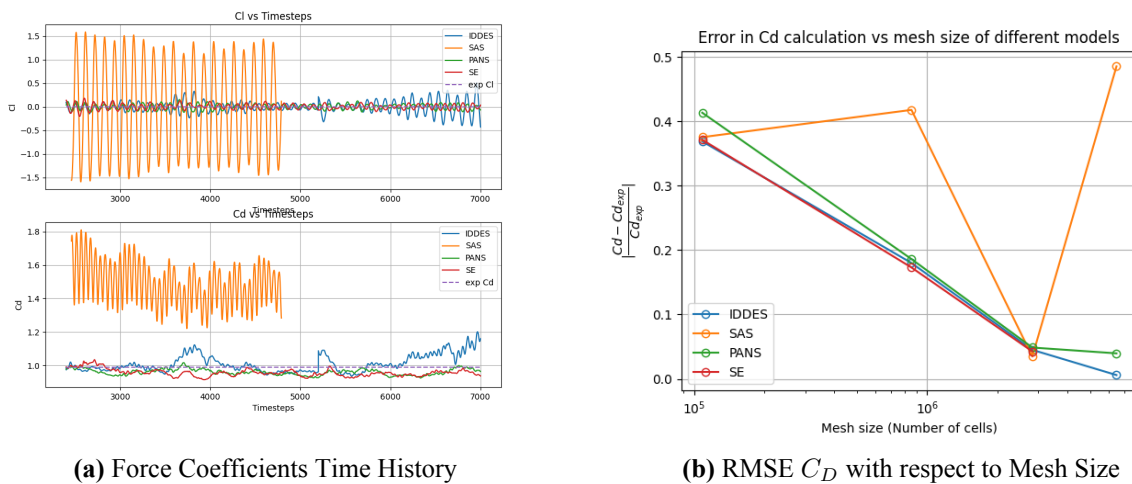 Cl vs Timesteps
1.5
1.0
0.5
0.0
−0.5
−1.0
−1.5
Cl
IDDES
SAS
PANS
SE
exp Cl
3000 4000 5000 6000 7000
Timesteps
Cd vs Timesteps
1.8
1.6
1.4
1.2
1.0
Cd
IDDES
SAS
PANS
SE
exp Cd
3000 4000 5000 6000 7000
Timesteps
(a) Force Coefficients Time History
Error in Cd calculation vs mesh size of different models
0.5
0.4
0.3
0.2
0.1
0.0
|Cd − Cd_exp / Cd_exp|
IDDES
SAS
PANS
SE
10⁵ 10⁶
Mesh size (Number of cells)
(b) RMSE C_D with respect to Mesh Size